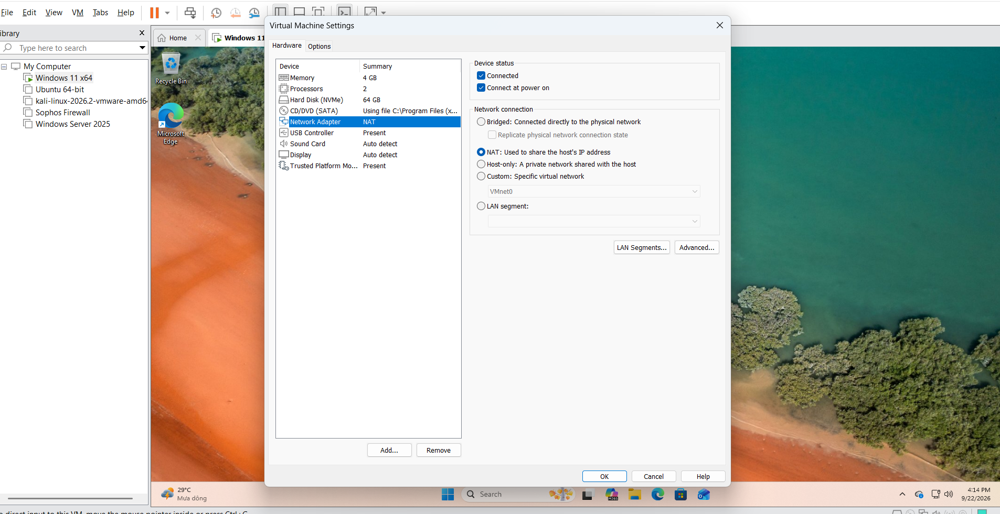 File Edit View VM Tabs Help
ibrary
Type here to search
My Computer
Windows 11 x64
Ubuntu 64-bit
kali-linux-2026.2-vmware-amd64
Sophos Firewall
Windows Server 2025
Home
Windows 11
Recycle Bin
Microsoft
Edge
Virtual Machine Settings
Hardware Options
Device Summary
Memory 4 GB
Processors 2
Hard Disk (NVMe) 64 GB
CD/DVD (SATA) Using file C:\Program Files (x...
Network Adapter NAT
USB Controller Present
Sound Card Auto detect
Display Auto detect
Trusted Platform Mo... Present
Add... Remove
Device status
Connected
Connect at power on
Network connection
Bridged: Connected directly to the physical network
Replicate physical network connection state
NAT: Used to share the host's IP address
Host-only: A private network shared with the host
Custom: Specific virtual network
VMnet0
LAN segment:
LAN Segments... Advanced...
OK Cancel Help
29°C
Mưa dông
Search
M365
4:14 PM
9/22/2026
o direct input to this VM, move the mouse pointer inside or press Ctrl+G.